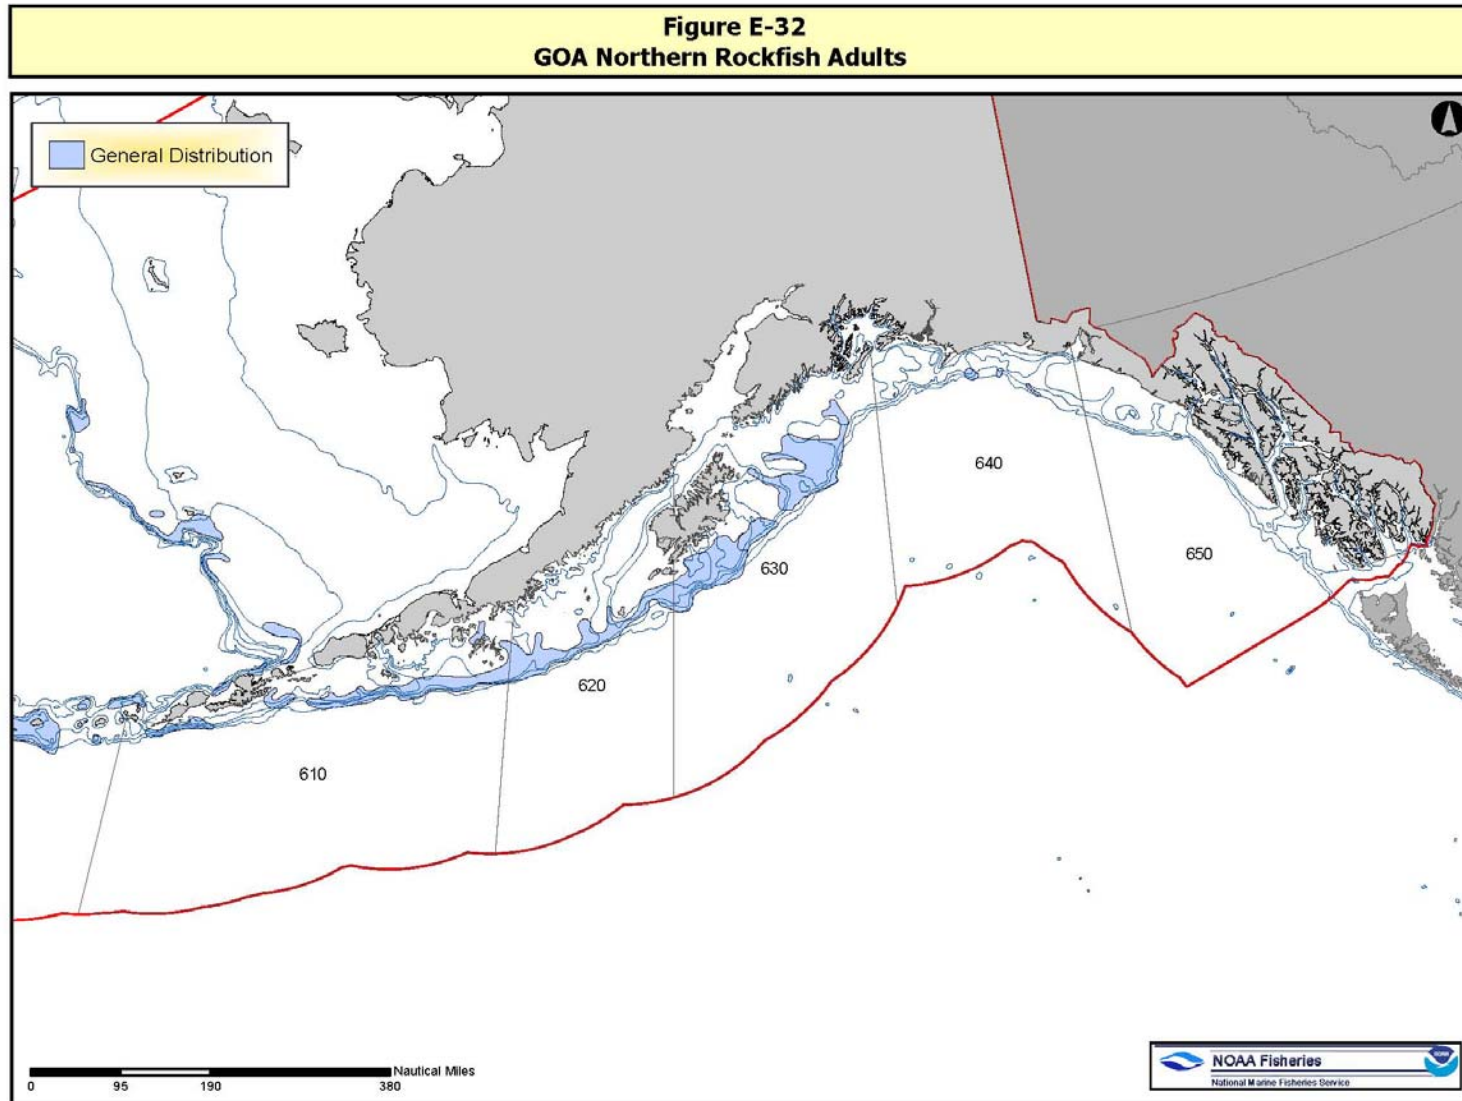 Figure E-32
GOA Northern Rockfish Adults
General Distribution
640
650
630
620
610
Nautical Miles
0 95 190 380
NOAA Fisheries
National Marine Fisheries Service